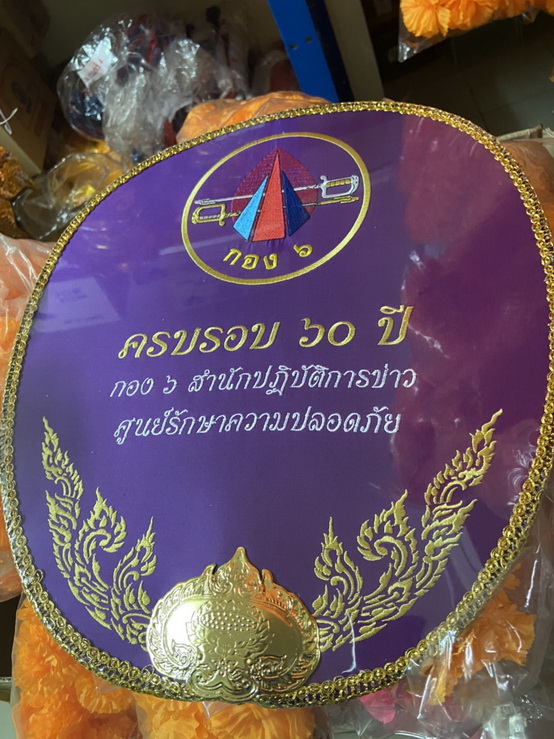 กอง ๖
ครบรอบ ๖๐ ปี
กอง ๖ สำนักปฏิบัติการข่าว
ศูนย์รักษาความปลอดภัย